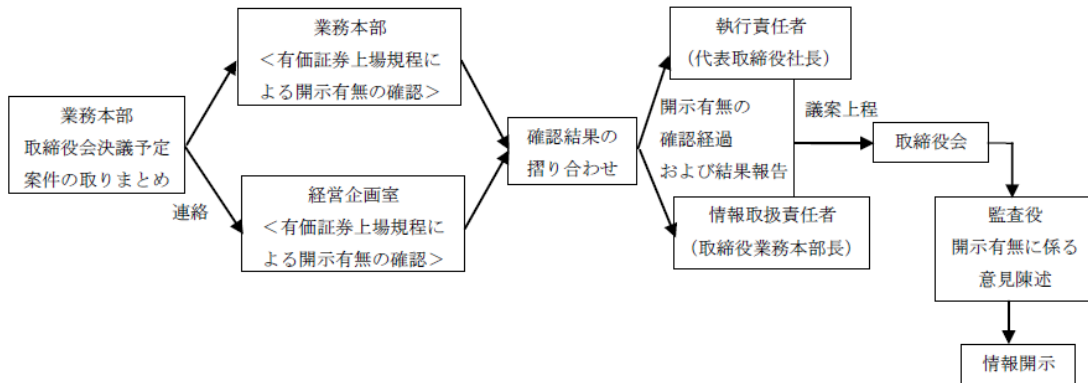 業務本部
取締役会決議予定
案件の取りまとめ
連絡
業務本部
＜有価証券上場規程に
よる開示有無の確認＞
経営企画室
＜有価証券上場規程に
よる開示有無の確認＞
確認結果の
摺り合わせ
執行責任者
（代表取締役社長）
開示有無の
確認経過
および結果報告
情報取扱責任者
（取締役業務本部長）
議案上程
取締役会
監査役
開示有無に係る
意見陳述
情報開示